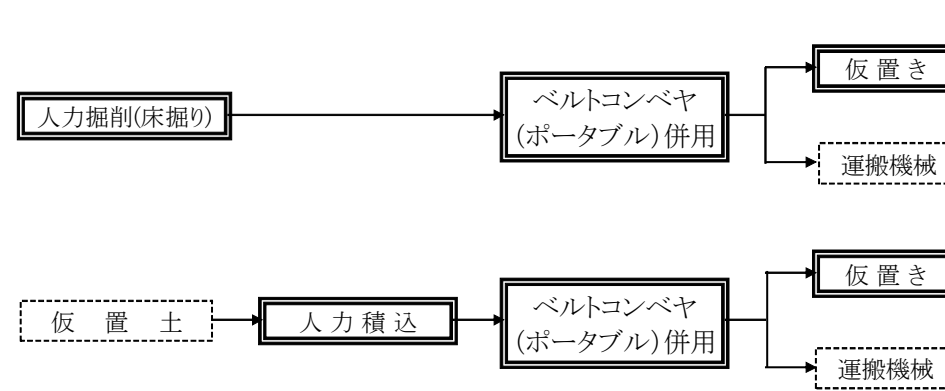 仮置き
人力掘削(床掘り)
ベルトコンベヤ
(ポータブル)併用
運搬機械
仮置き
仮置土
人力積込
ベルトコンベヤ
(ポータブル)併用
運搬機械